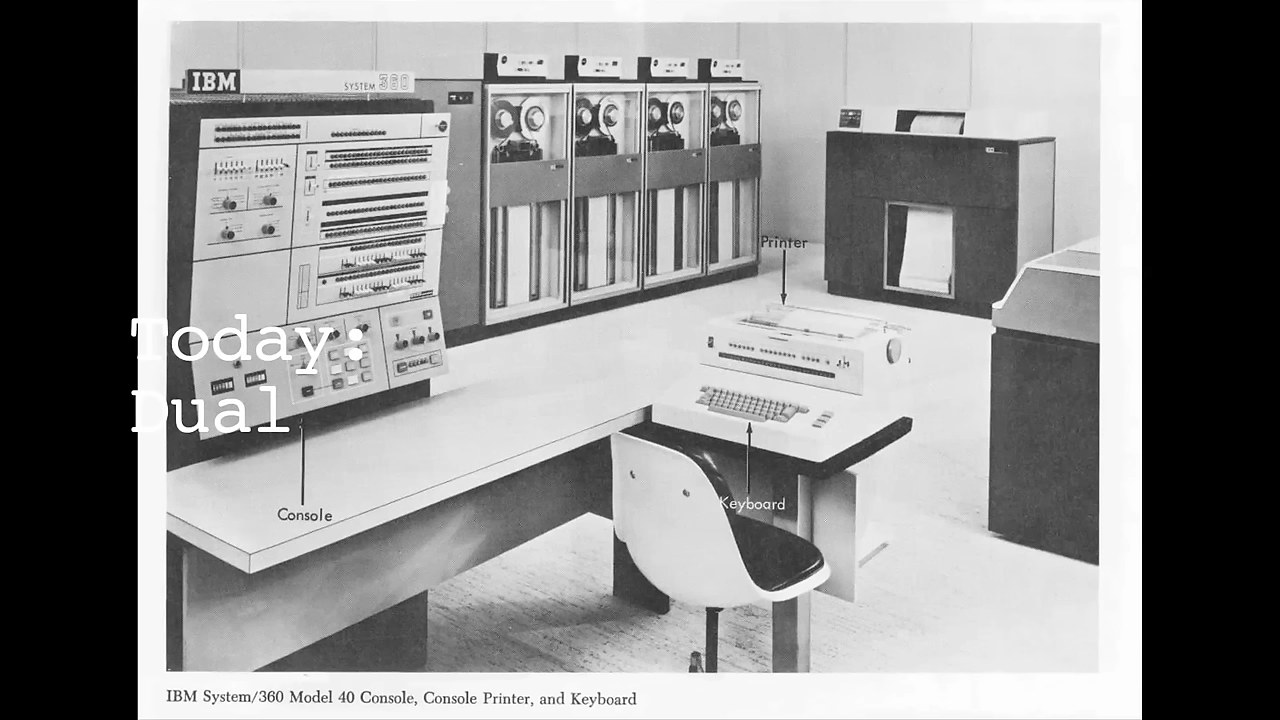 IBM
SYSTEM 360
Printer
Today:
Dual
Keyboard
Console
IBM System/360 Model 40 Console, Console Printer, and Keyboard